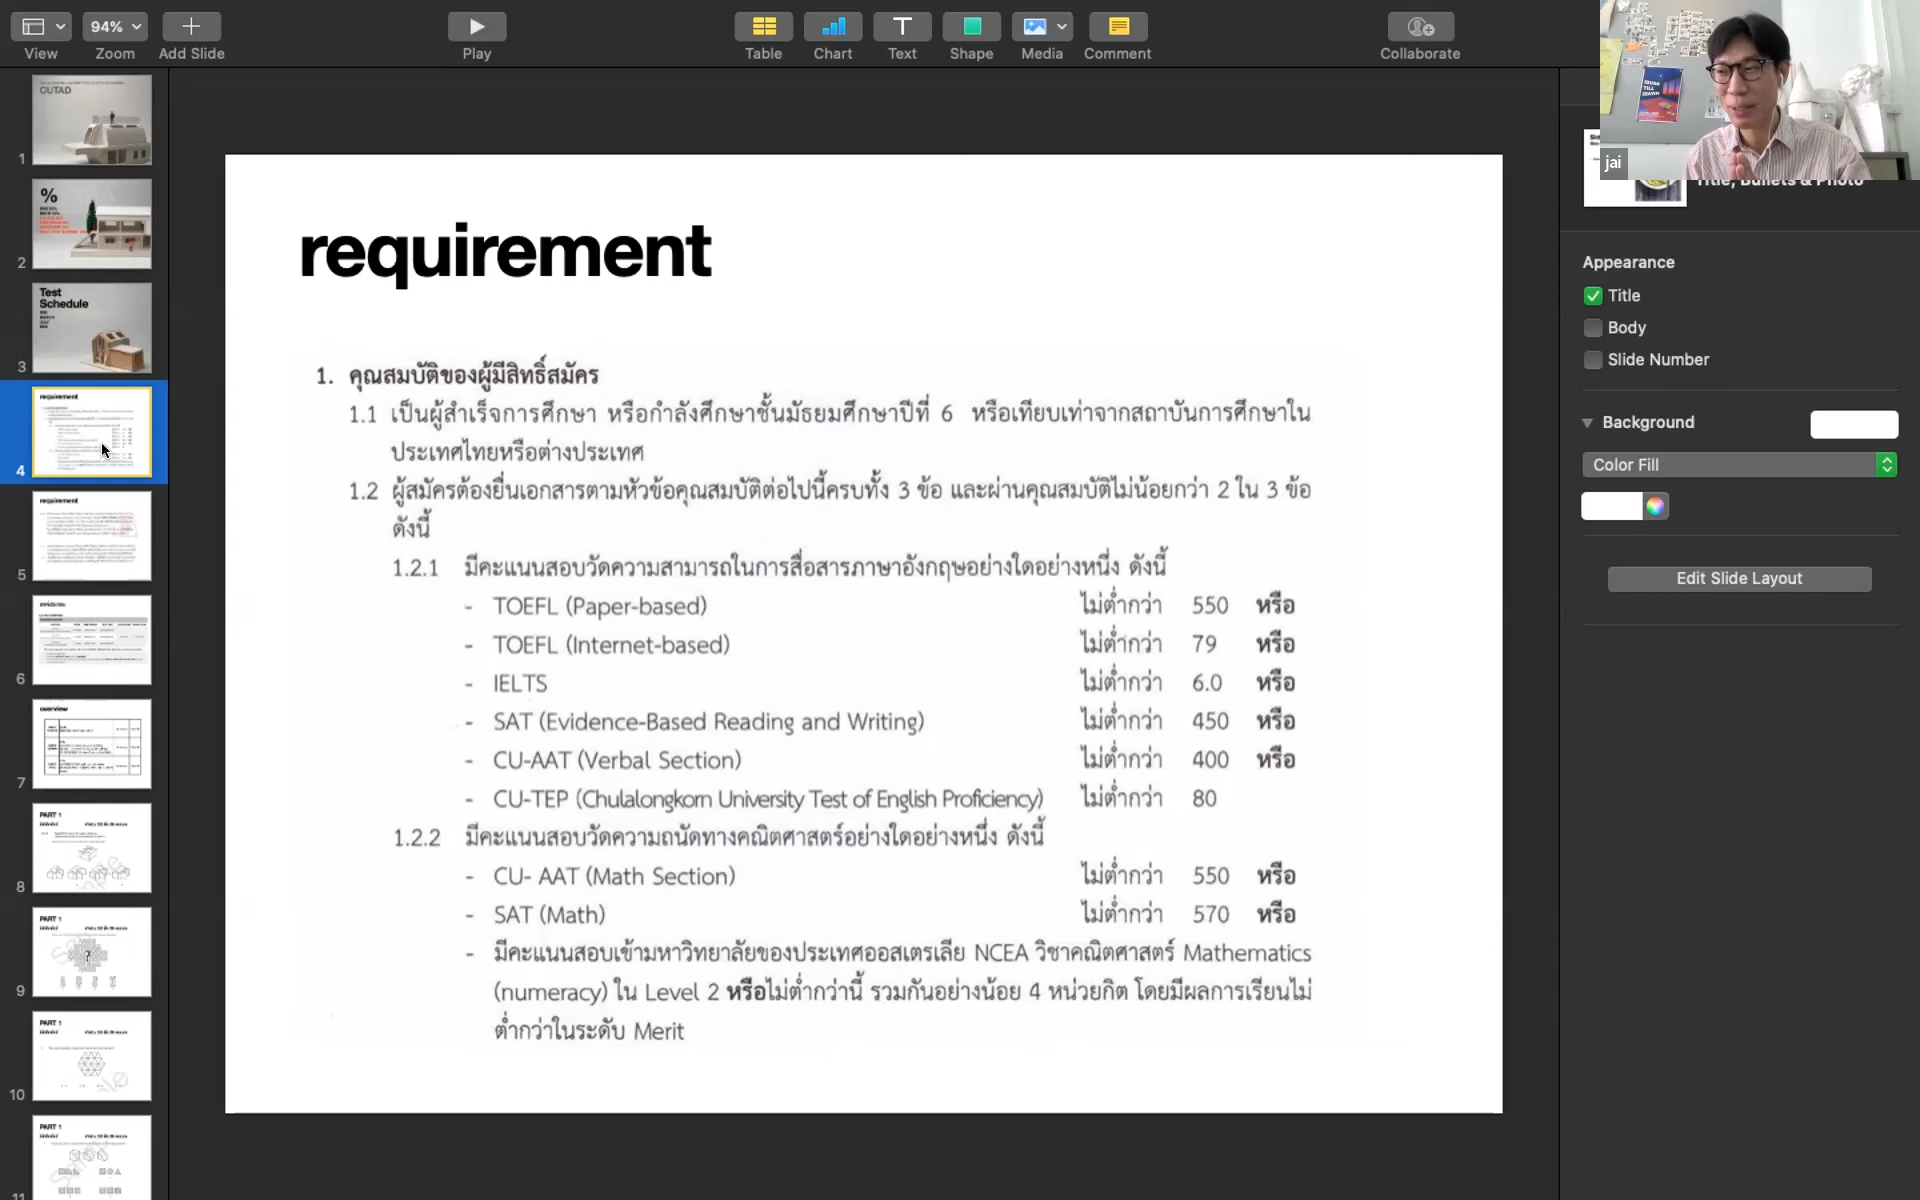 View
94%
Zoom
Add Slide
Play
Table
Chart
Text
Shape
Media
Comment
Collaborate
jai
Title, Bullets & Photo
Appearance
Title
Body
Slide Number
Background
Color Fill
Edit Slide Layout
CUTAD
1
%
2
Test
Schedule
3
requirement
4
requirement
5
6
overview
7
PART 1
8
PART 1
9
PART 1
10
PART 1
11
requirement
1. คุณสมบัติของผู้มีสิทธิ์สมัคร
1.1 เป็นผู้สำเร็จการศึกษา หรือกำลังศึกษาชั้นมัธยมศึกษาปีที่ 6 หรือเทียบเท่าจากสถาบันการศึกษาใน
ประเทศไทยหรือต่างประเทศ
1.2 ผู้สมัครต้องยื่นเอกสารตามหัวข้อคุณสมบัติต่อไปนี้ครบทั้ง 3 ข้อ และผ่านคุณสมบัติไม่น้อยกว่า 2 ใน 3 ข้อ
ดังนี้
1.2.1 มีคะแนนสอบวัดความสามารถในการสื่อสารภาษาอังกฤษอย่างใดอย่างหนึ่ง ดังนี้
- TOEFL (Paper-based) ไม่ต่ำกว่า 550 หรือ
- TOEFL (Internet-based) ไม่ต่ำกว่า 79 หรือ
- IELTS ไม่ต่ำกว่า 6.0 หรือ
- SAT (Evidence-Based Reading and Writing) ไม่ต่ำกว่า 450 หรือ
- CU-AAT (Verbal Section) ไม่ต่ำกว่า 400 หรือ
- CU-TEP (Chulalongkorn University Test of English Proficiency) ไม่ต่ำกว่า 80
1.2.2 มีคะแนนสอบวัดความถนัดทางคณิตศาสตร์อย่างใดอย่างหนึ่ง ดังนี้
- CU- AAT (Math Section) ไม่ต่ำกว่า 550 หรือ
- SAT (Math) ไม่ต่ำกว่า 570 หรือ
- มีคะแนนสอบเข้ามหาวิทยาลัยของประเทศออสเตรเลีย NCEA วิชาคณิตศาสตร์ Mathematics
(numeracy) ใน Level 2 หรือไม่ต่ำกว่านี้ รวมกันอย่างน้อย 4 หน่วยกิต โดยมีผลการเรียนไม่
ต่ำกว่าในระดับ Merit